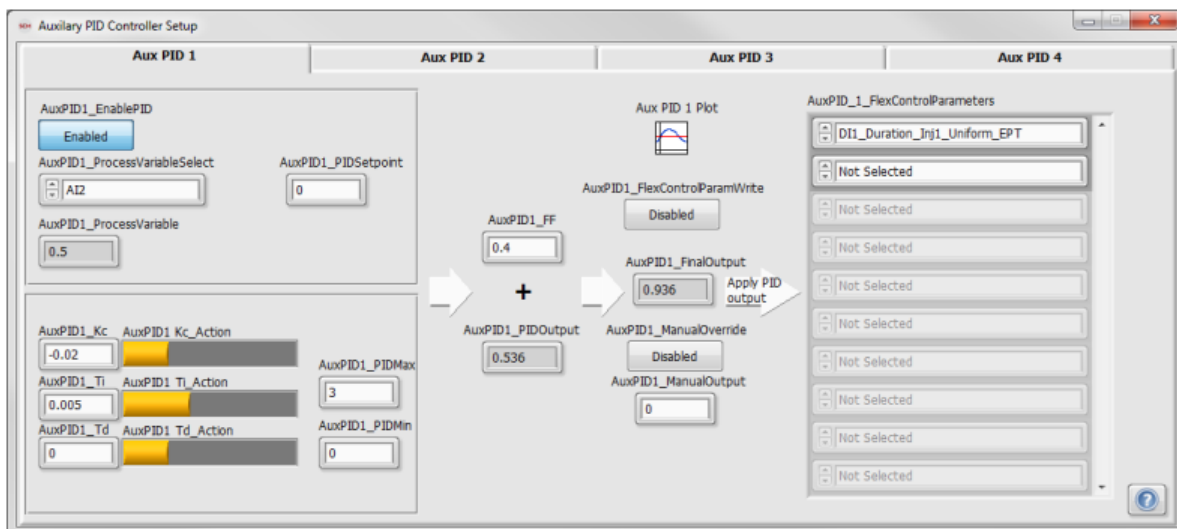 Auxilary PID Controller Setup
Aux PID 1
Aux PID 2
Aux PID 3
Aux PID 4
AuxPID1_EnablePID
Enabled
AuxPID1_ProcessVariableSelect
AI2
AuxPID1_PIDSetpoint
0
AuxPID1_ProcessVariable
0.5
AuxPID1_Kc
AuxPID1 Kc_Action
-0.02
AuxPID1_Ti
AuxPID1 Ti_Action
0.005
AuxPID1_Td
AuxPID1 Td_Action
0
AuxPID1_PIDMax
3
AuxPID1_PIDMin
0
AuxPID1_FF
0.4
+
AuxPID1_PIDOutput
0.536
Aux PID 1 Plot
AuxPID1_FlexControlParamWrite
Disabled
AuxPID1_FinalOutput
0.936
Apply PID
output
AuxPID1_ManualOverride
Disabled
AuxPID1_ManualOutput
0
AuxPID_1_FlexControlParameters
DI1_Duration_Inj1_Uniform_EPT
Not Selected
Not Selected
Not Selected
Not Selected
Not Selected
Not Selected
Not Selected
Not Selected
Not Selected
?